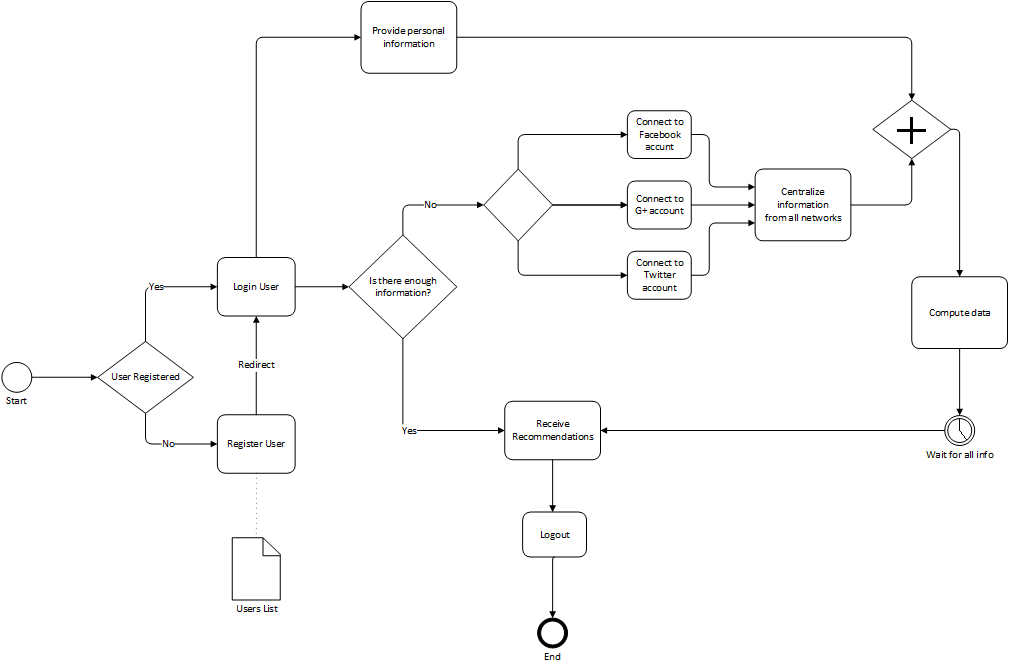 Provide personal
information
Connect to
Facebook
accunt
Connect to
G+ account
Connect to
Twitter
account
Centralize
information
from all networks
No
Is there enough
information?
Yes
Login User
Yes
User Registered
Redirect
No
Register User
Start
Users List
Compute data
Wait for all info
Receive
Recommendations
Logout
End